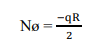 Nø = −qR / 2